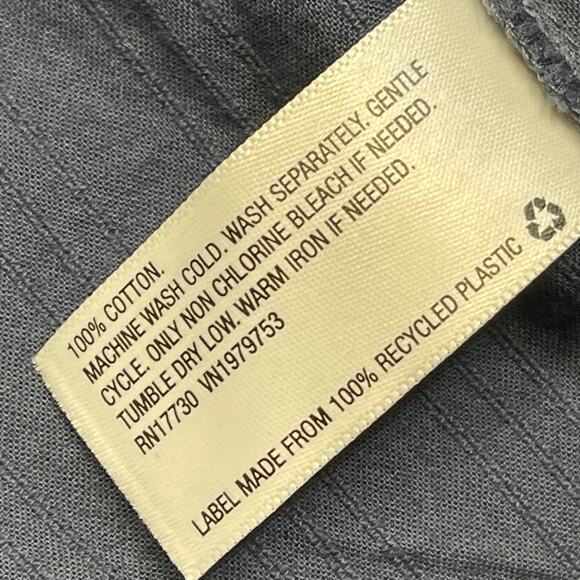 100% COTTON.
MACHINE WASH COLD. WASH SEPARATELY. GENTLE
CYCLE. ONLY NON CHLORINE BLEACH IF NEEDED.
TUMBLE DRY LOW. WARM IRON IF NEEDED.
RN17730 VN1979753
LABEL MADE FROM 100% RECYCLED PLASTIC